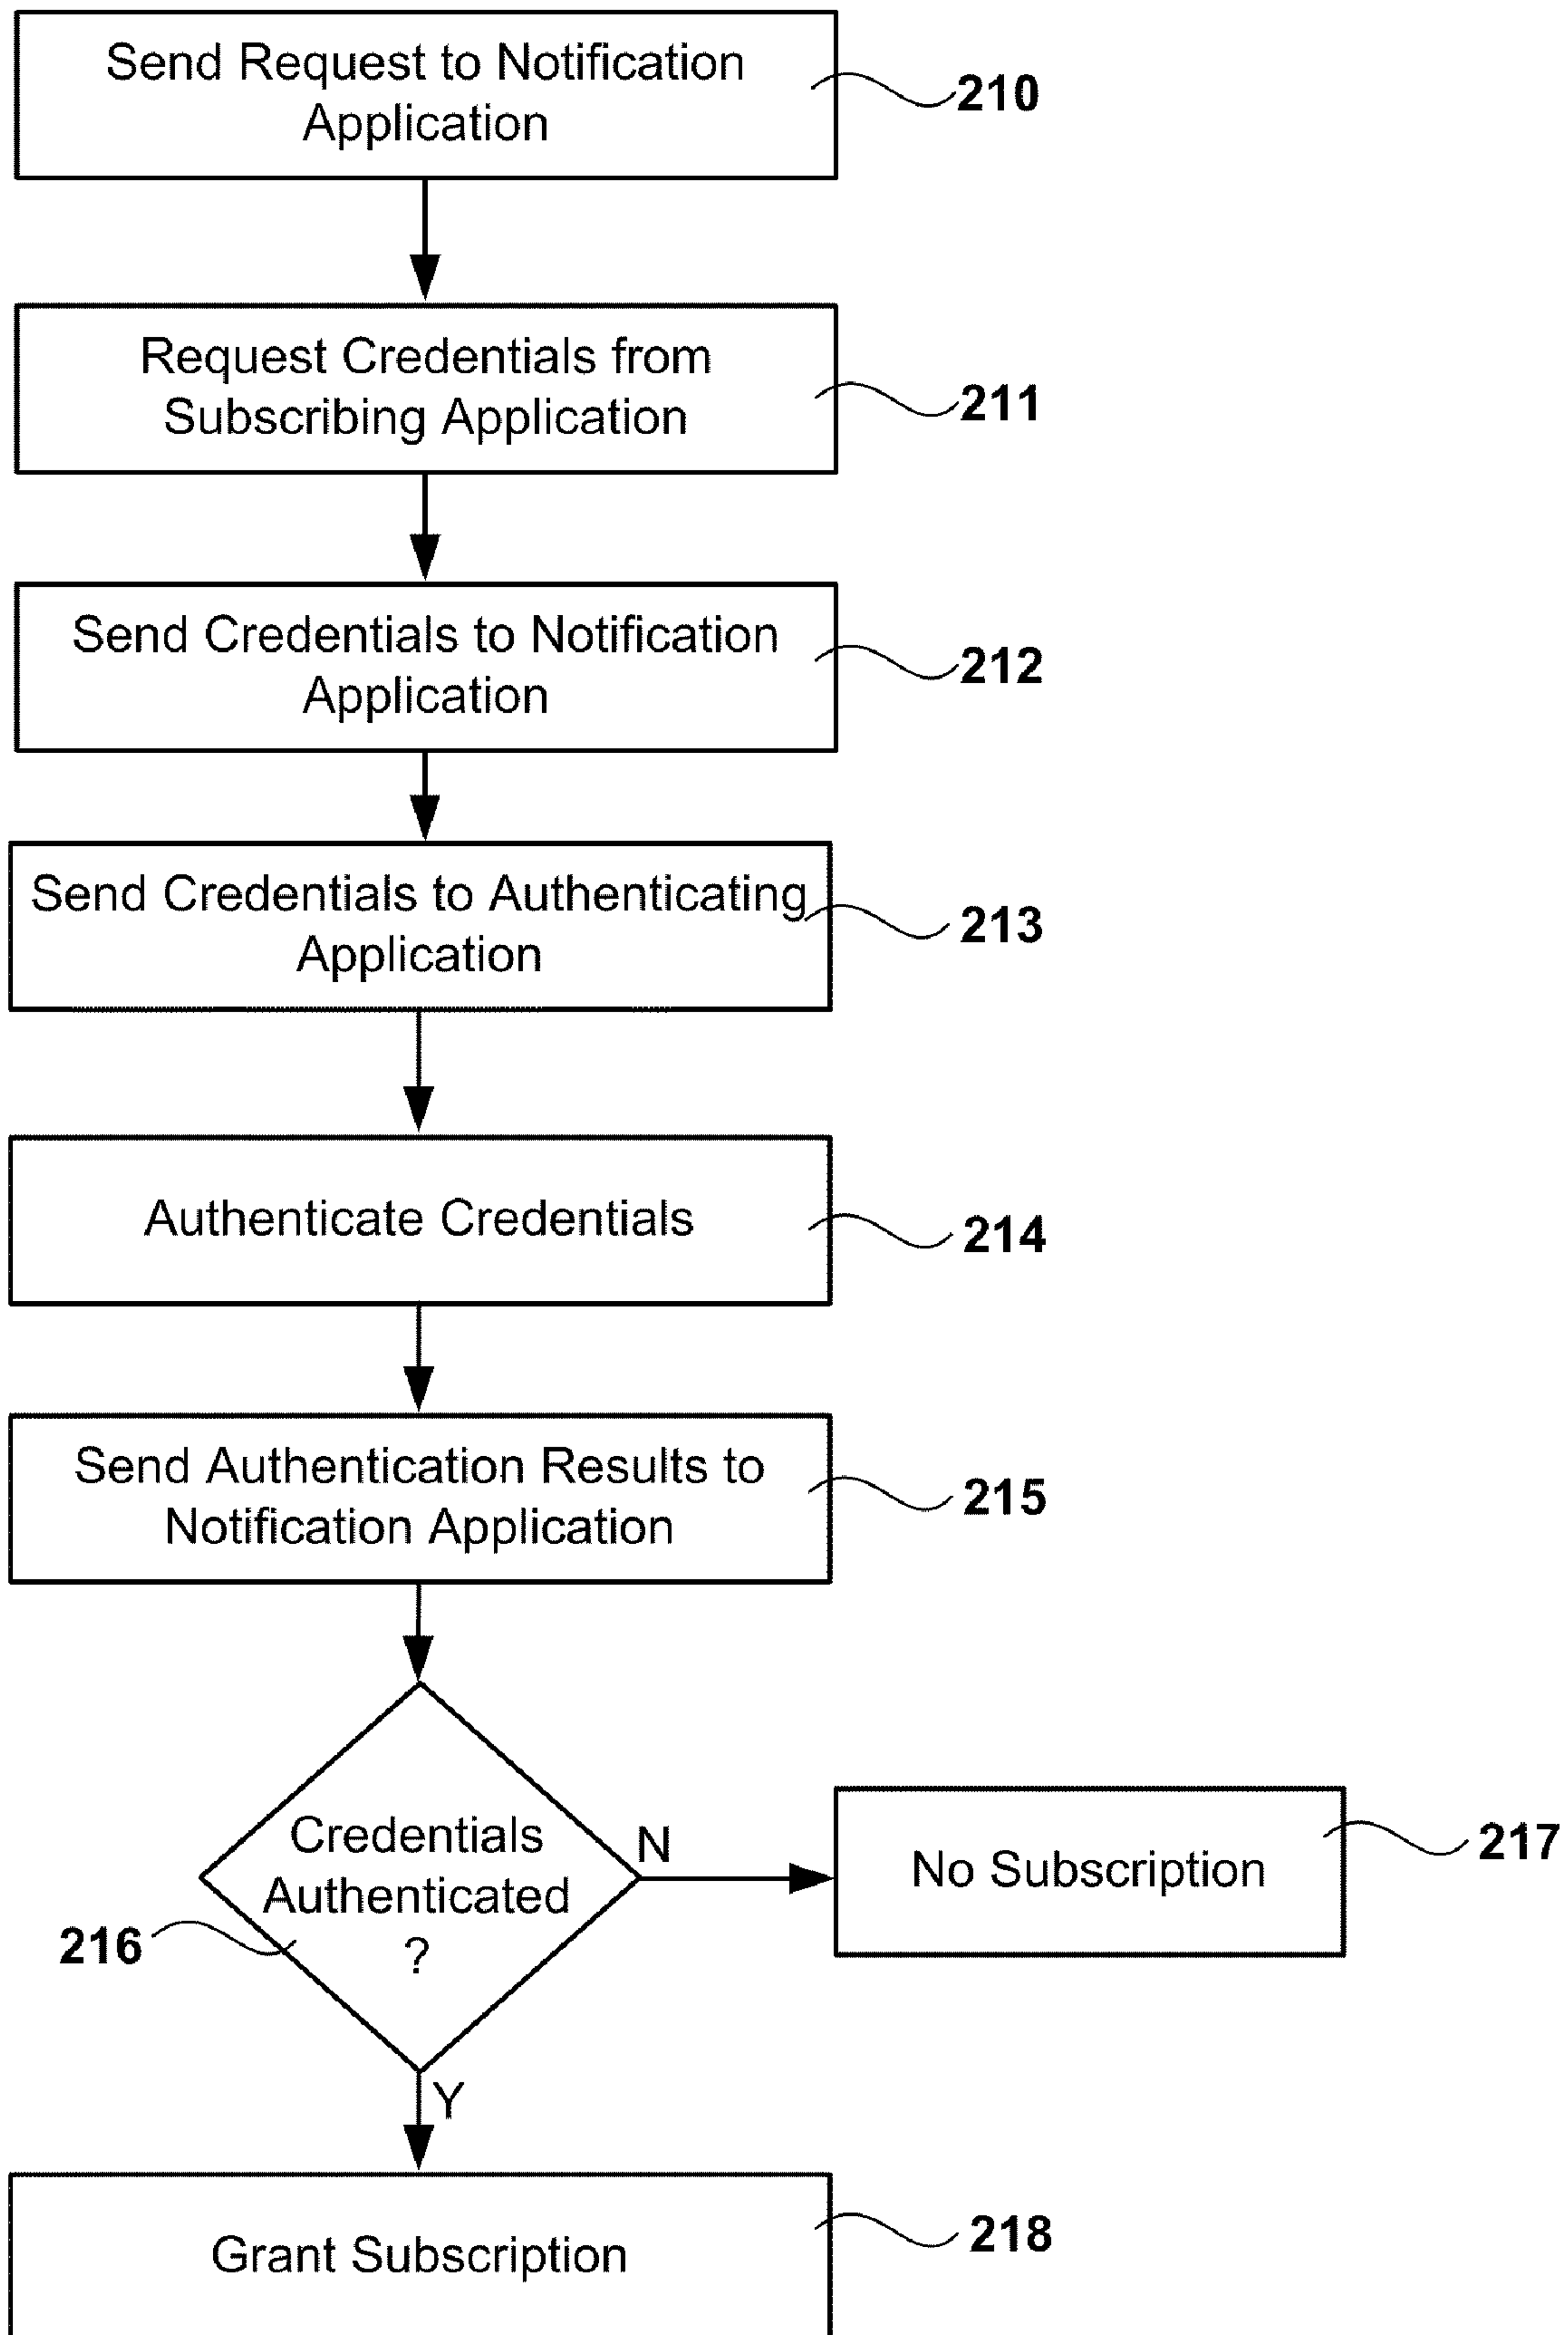 Send Request to Notification
Application
210
Request Credentials from
Subscribing Application
211
Send Credentials to Notification
Application
212
Send Credentials to Authenticating
Application
213
Authenticate Credentials
214
Send Authentication Results to
Notification Application
215
Credentials
Authenticated
?
216
N
No Subscription
217
Y
Grant Subscription
218